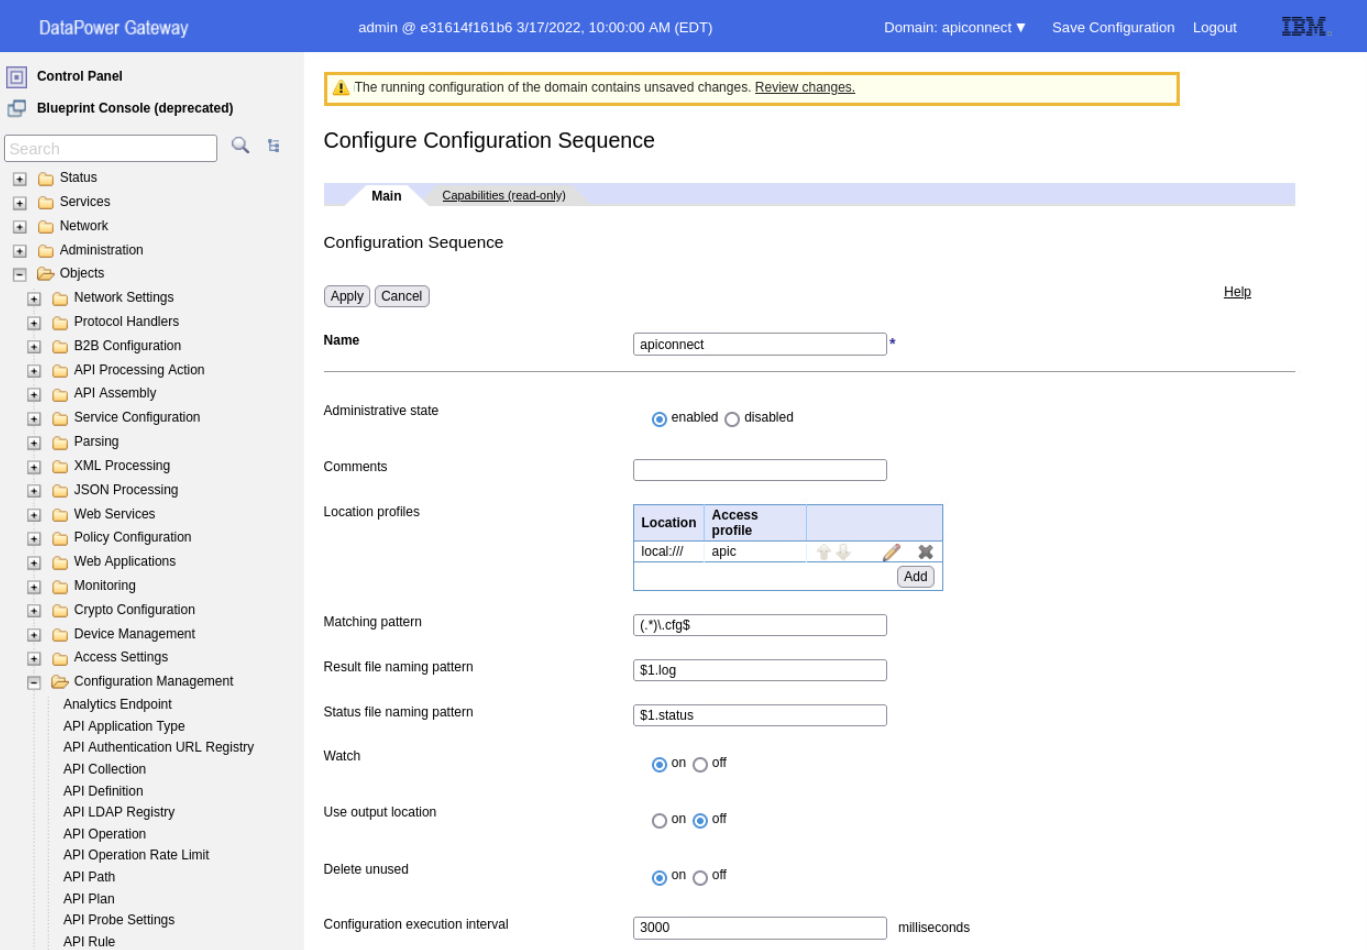 DataPower Gateway
admin @ e31614f161b6 3/17/2022, 10:00:00 AM (EDT)
Domain: apiconnect ▼
Save Configuration
Logout
IBM
Control Panel
Blueprint Console (deprecated)
Search
Status
Services
Network
Administration
Objects
Network Settings
Protocol Handlers
B2B Configuration
API Processing Action
API Assembly
Service Configuration
Parsing
XML Processing
JSON Processing
Web Services
Policy Configuration
Web Applications
Monitoring
Crypto Configuration
Device Management
Access Settings
Configuration Management
Analytics Endpoint
API Application Type
API Authentication URL Registry
API Collection
API Definition
API LDAP Registry
API Operation
API Operation Rate Limit
API Path
API Plan
API Probe Settings
API Rule
The running configuration of the domain contains unsaved changes. Review changes.
Configure Configuration Sequence
Main
Capabilities (read-only)
Configuration Sequence
Apply Cancel
Help
Name apiconnect *
Administrative state enabled disabled
Comments
Location profiles
Location Access profile
local:/// apic
Add
Matching pattern (.*)\.cfg$
Result file naming pattern $1.log
Status file naming pattern $1.status
Watch on off
Use output location on off
Delete unused on off
Configuration execution interval 3000 milliseconds